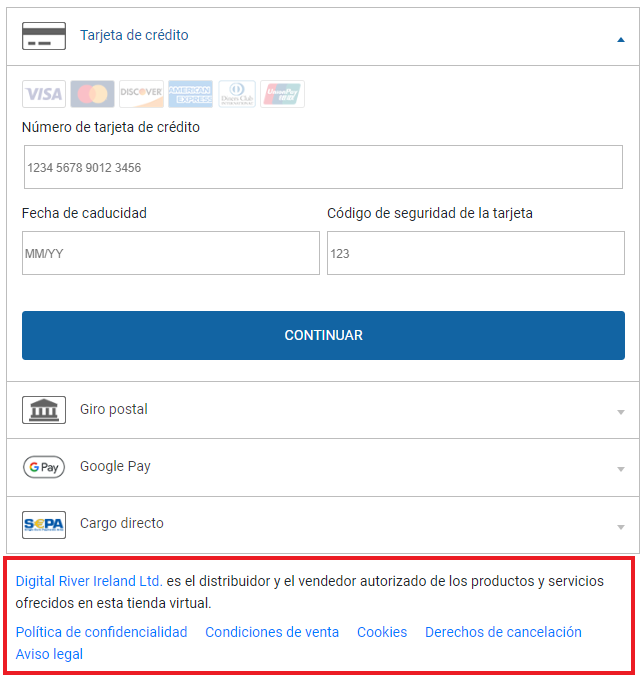 Tarjeta de crédito
VISA DISCOVER AMERICAN EXPRESS Diners Club UnionPay
Número de tarjeta de crédito
1234 5678 9012 3456
Fecha de caducidad Código de seguridad de la tarjeta
MM/YY 123
CONTINUAR
Giro postal
G Pay Google Pay
SEPA Cargo directo
Digital River Ireland Ltd. es el distribuidor y el vendedor autorizado de los productos y servicios
ofrecidos en esta tienda virtual.
Política de confidencialidad Condiciones de venta Cookies Derechos de cancelación
Aviso legal